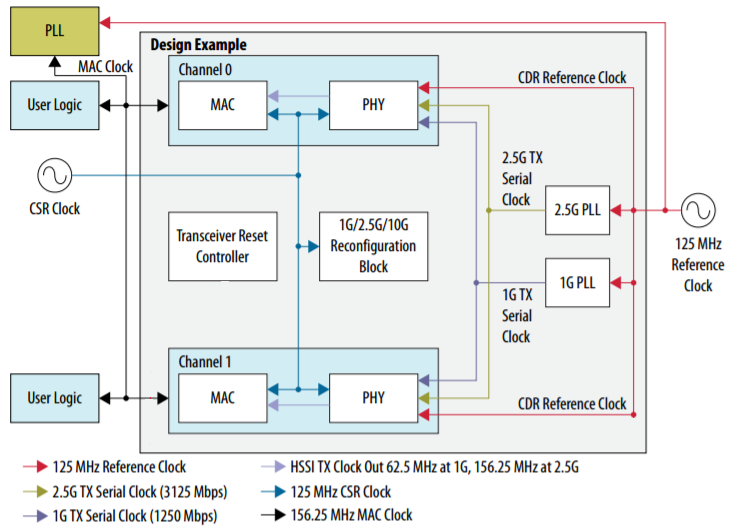 PLL
Design Example
MAC Clock
Channel 0
CDR Reference Clock
User Logic
MAC
PHY
2.5G TX
Serial
Clock
CSR Clock
2.5G PLL
Transceiver Reset
Controller
1G/2.5G/10G
Reconfiguration
Block
125 MHz
Reference
Clock
1G PLL
1G TX
Serial
Clock
Channel 1
User Logic
MAC
PHY
CDR Reference Clock
125 MHz Reference Clock
2.5G TX Serial Clock (3125 Mbps)
1G TX Serial Clock (1250 Mbps)
HSSI TX Clock Out 62.5 MHz at 1G, 156.25 MHz at 2.5G
125 MHz CSR Clock
156.25 MHz MAC Clock